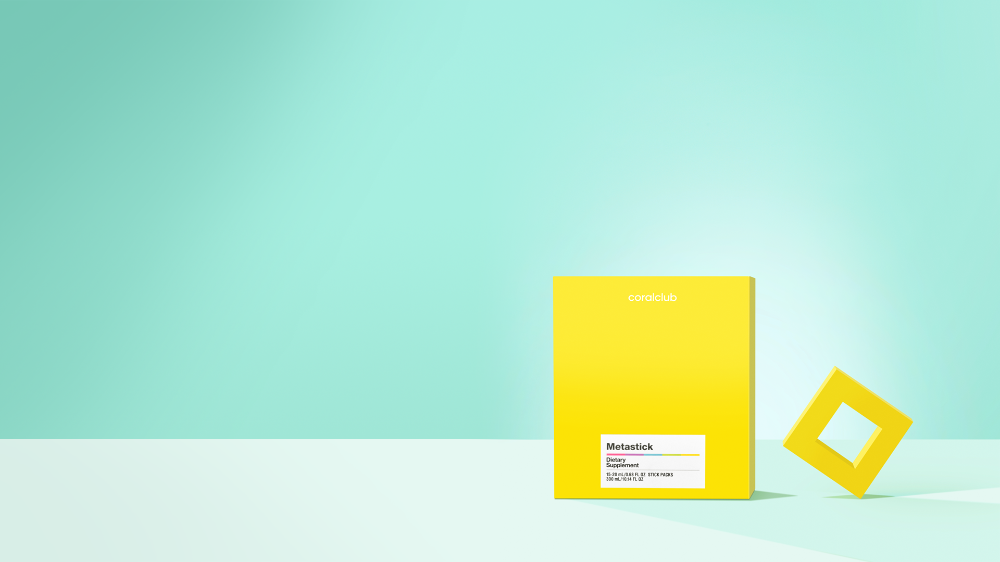 coralclub
Metastick
Dietary
Supplement
15-20 mL/0.68 FL OZ STICK PACKS
300 mL/10.14 FL OZ